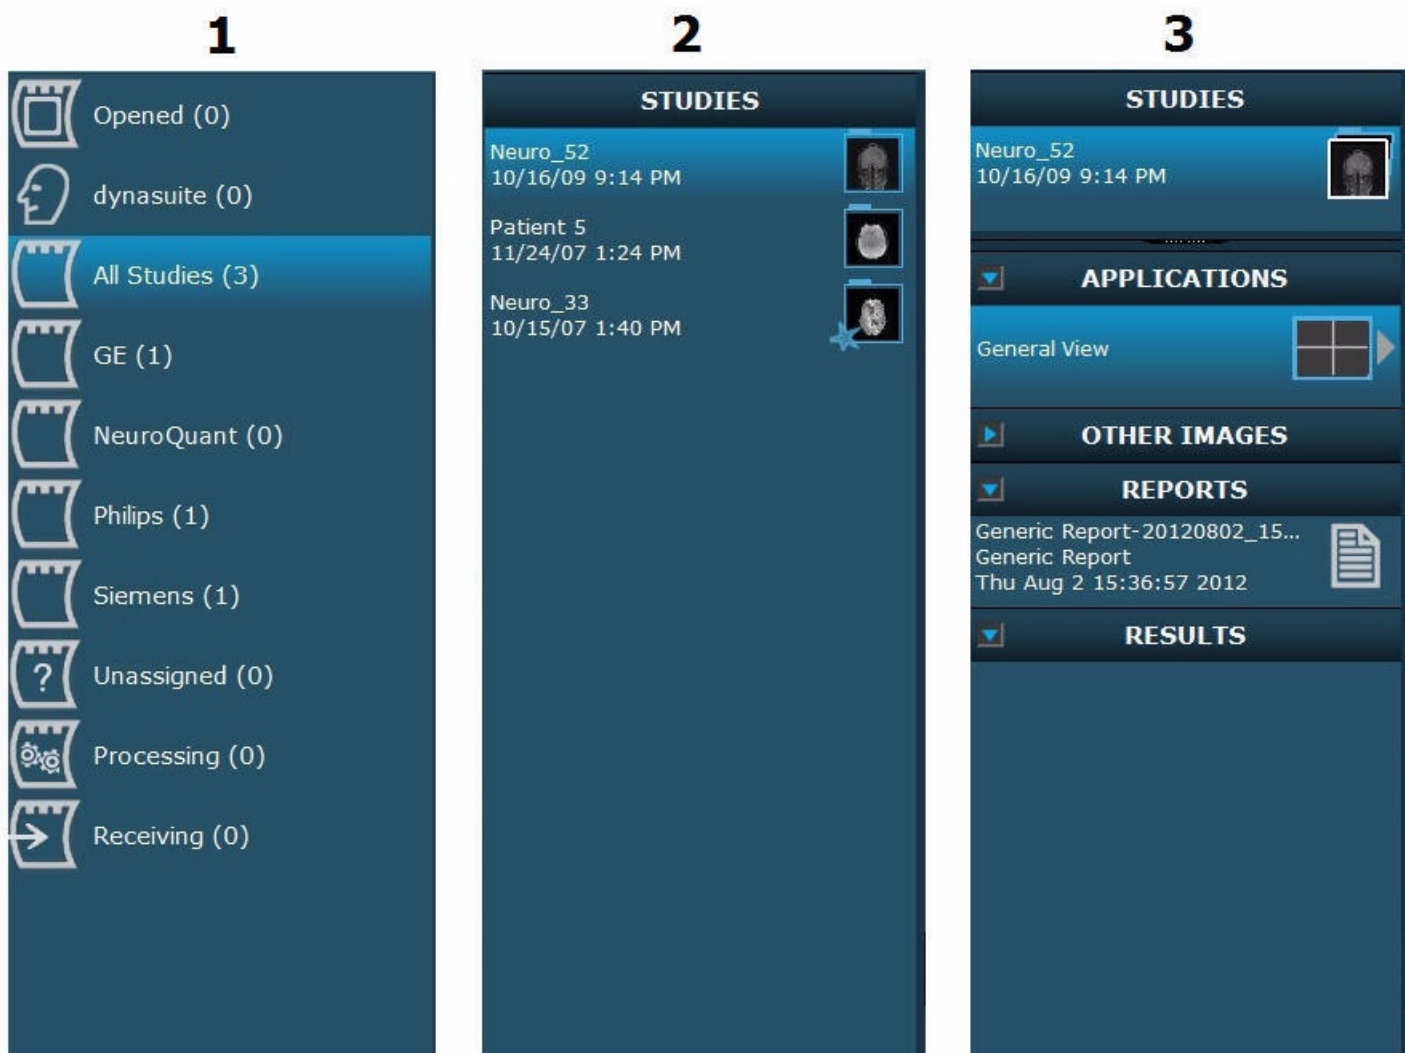 1
Opened (0)
dynasuite (0)
All Studies (3)
GE (1)
NeuroQuant (0)
Philips (1)
Siemens (1)
?
Unassigned (0)
Processing (0)
Receiving (0)
2
STUDIES
Neuro_52
10/16/09 9:14 PM
Patient 5
11/24/07 1:24 PM
Neuro_33
10/15/07 1:40 PM
3
STUDIES
Neuro_52
10/16/09 9:14 PM
APPLICATIONS
General View
OTHER IMAGES
REPORTS
Generic Report-20120802_15...
Generic Report
Thu Aug 2 15:36:57 2012
RESULTS